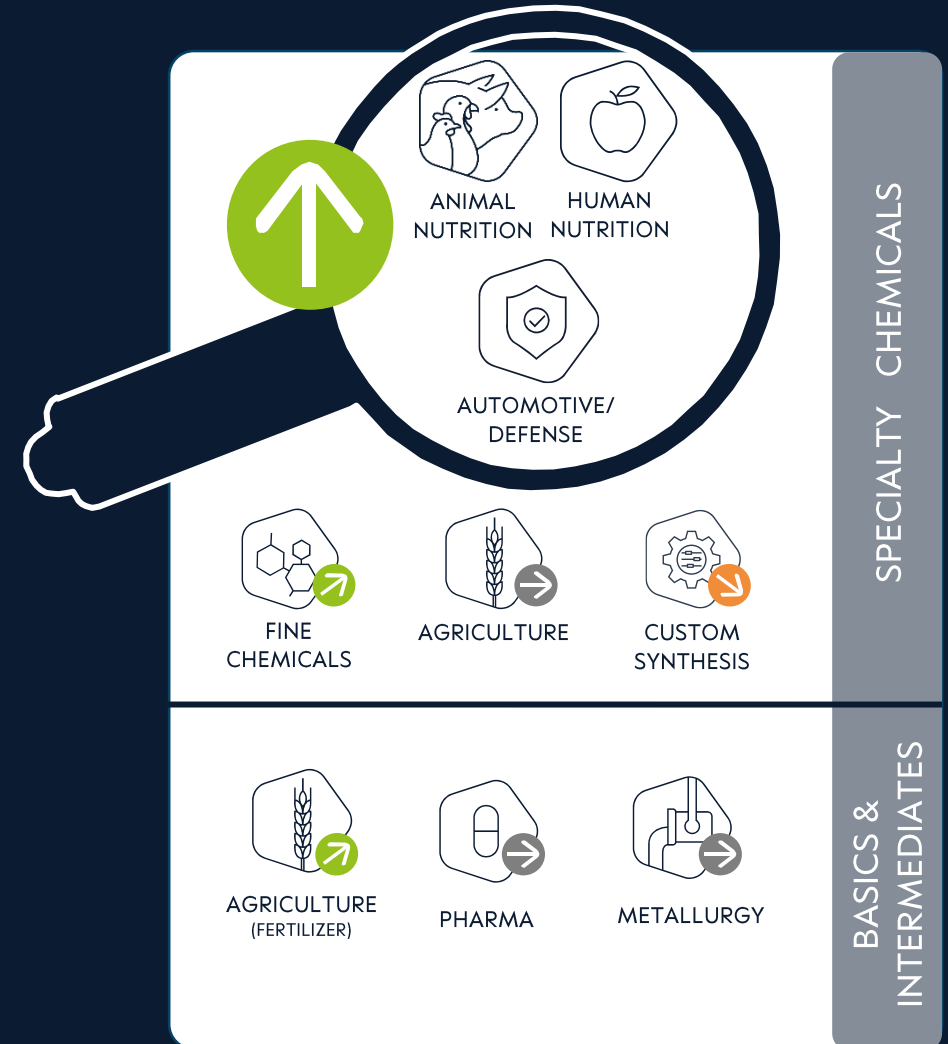 ANIMAL
NUTRITION
HUMAN
NUTRITION
AUTOMOTIVE/
DEFENSE
FINE
CHEMICALS
AGRICULTURE
CUSTOM
SYNTHESIS
SPECIALTY CHEMICALS
AGRICULTURE
(FERTILIZER)
PHARMA
METALLURGY
BASICS &
INTERMEDIATES